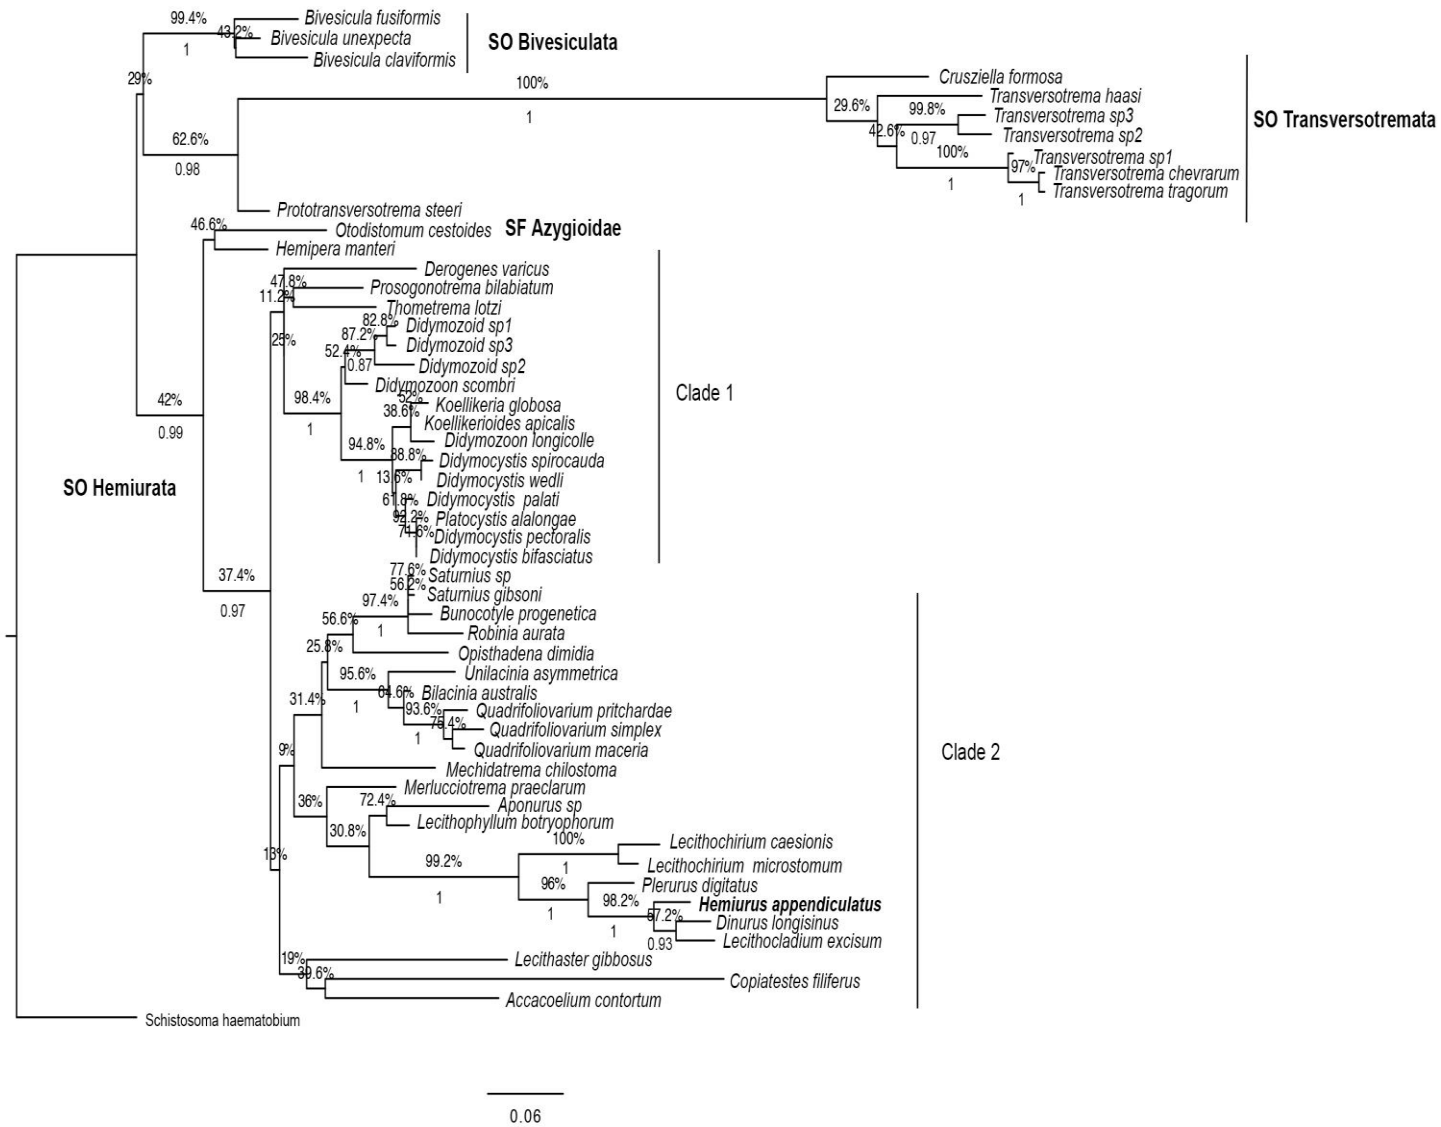 99.4%
Bivesicula fusiformis
43.2%
Bivesicula unexpecta
SO Bivesiculata
1
Bivesicula claviformis
29%
100%
Crusziella formosa
1
Transversotrema haasi
29.6%
99.8%
Transversotrema sp3
SO Transversotremata
42.6%
0.97
Transversotrema sp2
62.6%
100%
Transversotrema sp1
0.98
97%
Transversotrema chevrarum
1
Transversotrema tragorum
1
Prototransversotrema steeri
46.6%
Otodistomum cestoides
SF Azygioidae
Hemipera manteri
Derogenes varicus
47.8%
Prosogonotrema bilabiatum
11.2%
Thometrema lotzi
82.8%
Didymozoid sp1
87.2%
25%
52.4%
Didymozoid sp3
0.87
Didymozoid sp2
Didymozoon scombri
Clade 1
98.4%
52%
Koellikeria globosa
42%
38.6%
1
Koellikerioides apicalis
0.99
94.8%
Didymozoon longicolle
88.8%
Didymocystis spirocauda
1
13.6%
Didymocystis wedli
SO Hemiurata
61.8%
Didymocystis palati
92.2%
Platocystis alalongae
71.6%
Didymocystis pectoralis
Didymocystis bifasciatus
37.4%
77.6%
Saturnius sp
56.2%
Saturnius gibsoni
0.97
97.4%
Bunocotyle progenetica
56.6%
1
Robinia aurata
25.8%
Opisthadena dimidia
95.6%
Unilacinia asymmetrica
84.6%
Bilacinia australis
31.4%
1
93.6%
Quadrifoliovarium pritchardae
75.4%
Quadrifoliovarium simplex
1
9%
Quadrifoliovarium maceria
Clade 2
Mechidatrema chilostoma
36%
Merlucciotrema praeclarum
72.4%
Aponurus sp
30.8%
Lecithophyllum botryophorum
13%
100%
Lecithochirium caesionis
99.2%
1
Lecithochirium microstomum
96%
Plerurus digitatus
1
98.2%
Hemiurus appendiculatus
1
57.2%
Dinurus longisinus
1
0.93
Lecithocladium excisum
19%
Lecithaster gibbosus
39.6%
Copiatestes filiferus
Accacoelium contortum
Schistosoma haematobium
0.06